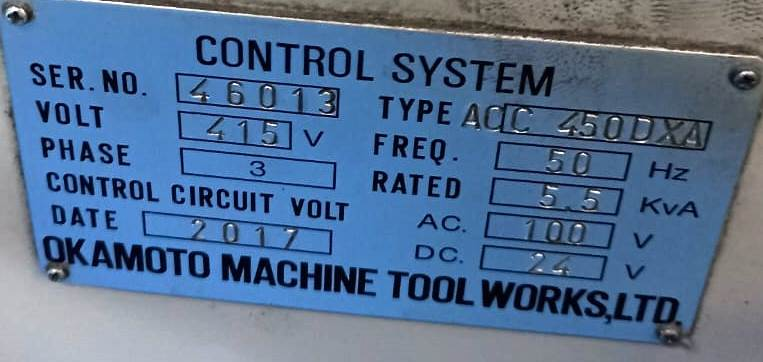 CONTROL SYSTEM
SER. NO. 46013 TYPE ACC 450DXA
VOLT 415 V FREQ. 50 Hz
PHASE 3 RATED 5.5 KVA
CONTROL CIRCUIT VOLT AC. 100 V
DATE 2017 DC. 24 V
OKAMOTO MACHINE TOOL WORKS,LTD.